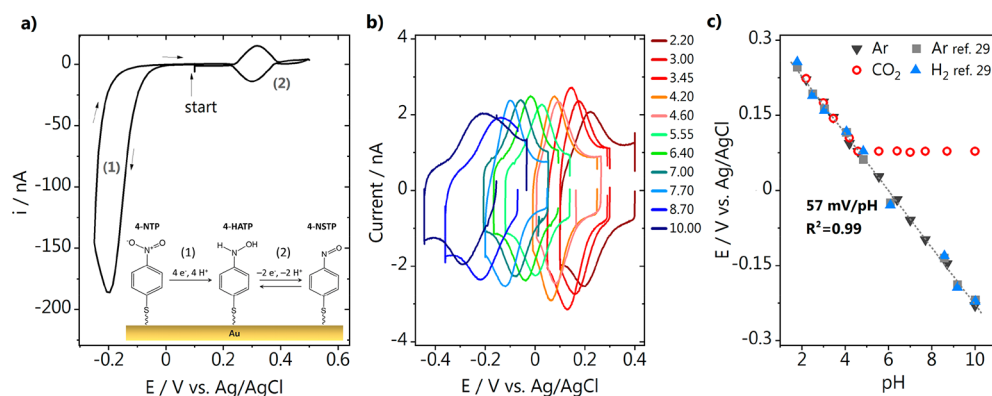 a)
50
0
-50
-100
-150
-200
i / nA
start
(1)
(2)
4-NTP
4-HATP
4-NSTP
(1)
(2)
4 e⁻, 4 H⁺
−2 e⁻, −2 H⁺
O
N
O
H
N
OH
N
O
S
S
S
Au
-0.2 0.0 0.2 0.4 0.6
E / V vs. Ag/AgCl
b)
4
2
0
-2
-4
Current / nA
2.20
3.00
3.45
4.20
4.60
5.55
6.40
7.00
7.70
8.70
10.00
-0.4 -0.2 0 0.2 0.4
E / V vs. Ag/AgCl
c)
Ar Ar ref. 29
CO₂ H₂ ref. 29
0.3
0.15
0
-0.15
-0.3
E / V vs. Ag/AgCl
57 mV/pH
R²=0.99
2 4 6 8 10
pH